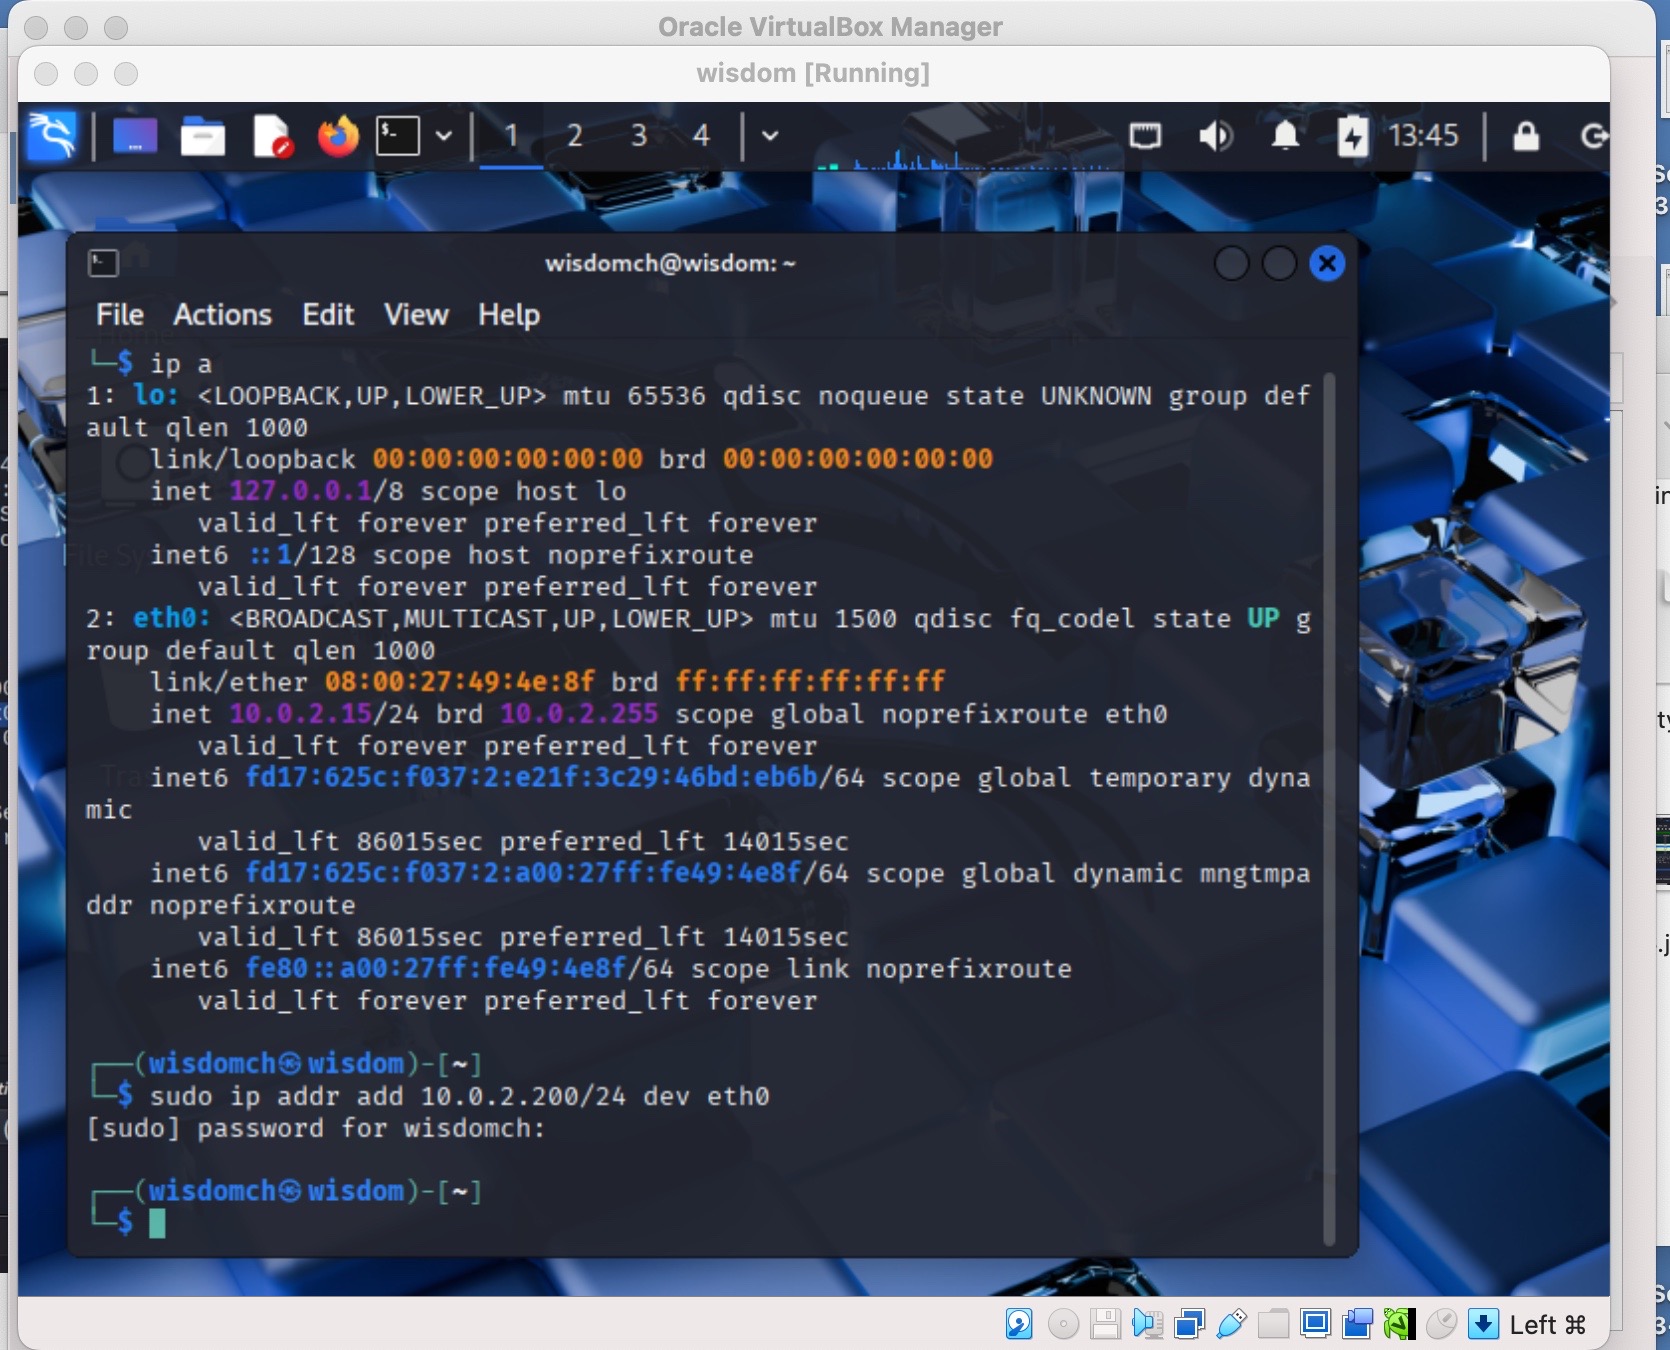 Oracle VirtualBox Manager
wisdom [Running]
1 2 3 4 13:45
wisdomch@wisdom: ~
File Actions Edit View Help
└─$ ip a
1: lo: <LOOPBACK,UP,LOWER_UP> mtu 65536 qdisc noqueue state UNKNOWN group def
ault qlen 1000
    link/loopback 00:00:00:00:00:00 brd 00:00:00:00:00:00
    inet 127.0.0.1/8 scope host lo
       valid_lft forever preferred_lft forever
    inet6 ::1/128 scope host noprefixroute
       valid_lft forever preferred_lft forever
2: eth0: <BROADCAST,MULTICAST,UP,LOWER_UP> mtu 1500 qdisc fq_codel state UP g
roup default qlen 1000
    link/ether 08:00:27:49:4e:8f brd ff:ff:ff:ff:ff:ff
    inet 10.0.2.15/24 brd 10.0.2.255 scope global noprefixroute eth0
       valid_lft forever preferred_lft forever
    inet6 fd17:625c:f037:2:e21f:3c29:46bd:eb6b/64 scope global temporary dyna
mic
       valid_lft 86015sec preferred_lft 14015sec
    inet6 fd17:625c:f037:2:a00:27ff:fe49:4e8f/64 scope global dynamic mngtmpa
ddr noprefixroute
       valid_lft 86015sec preferred_lft 14015sec
    inet6 fe80::a00:27ff:fe49:4e8f/64 scope link noprefixroute
       valid_lft forever preferred_lft forever
┌──(wisdomch㉿wisdom)-[~]
└─$ sudo ip addr add 10.0.2.200/24 dev eth0
[sudo] password for wisdomch:
┌──(wisdomch㉿wisdom)-[~]
└─$
Left ⌘